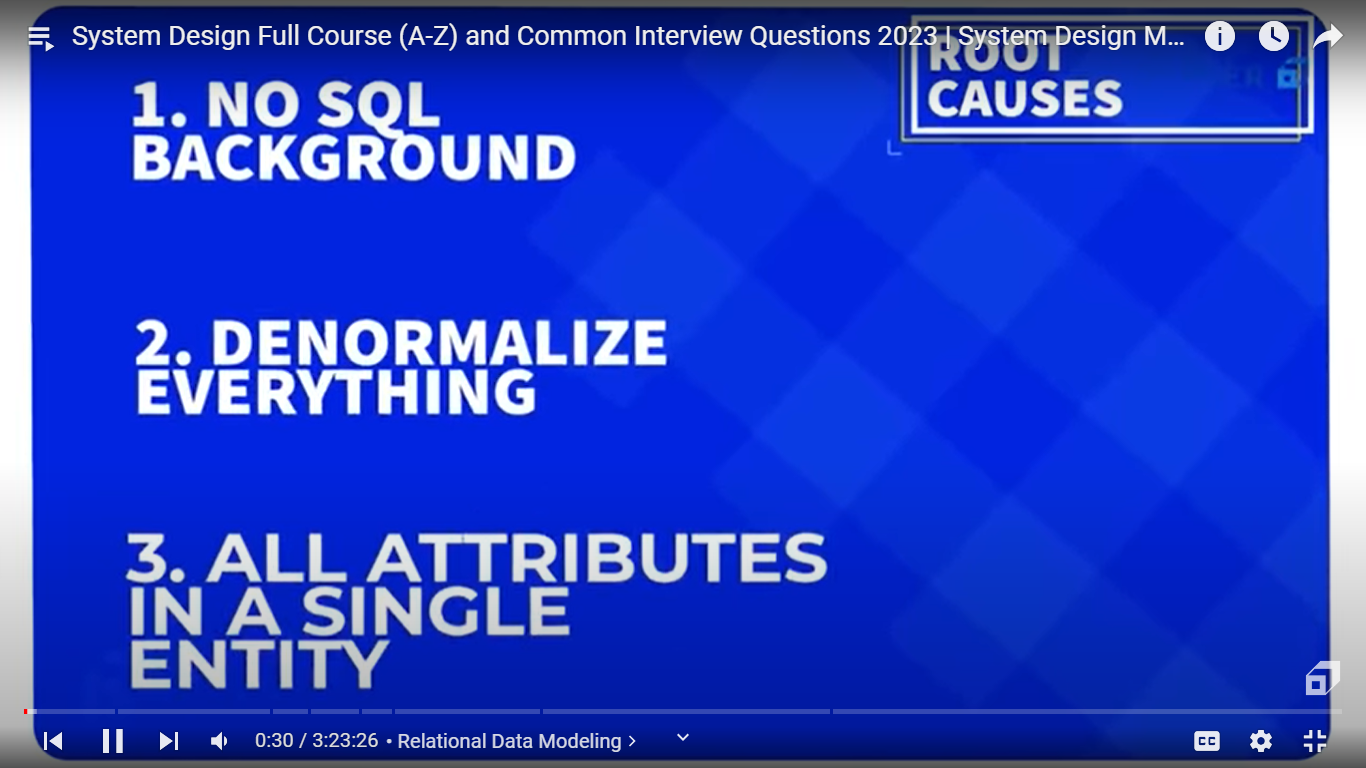 System Design Full Course (A-Z) and Common Interview Questions 2023 | System Design M...
ROOT
CAUSES
1. NO SQL
BACKGROUND
2. DENORMALIZE
EVERYTHING
3. ALL ATTRIBUTES
IN A SINGLE
ENTITY
0:30 / 3:23:26 • Relational Data Modeling
CC